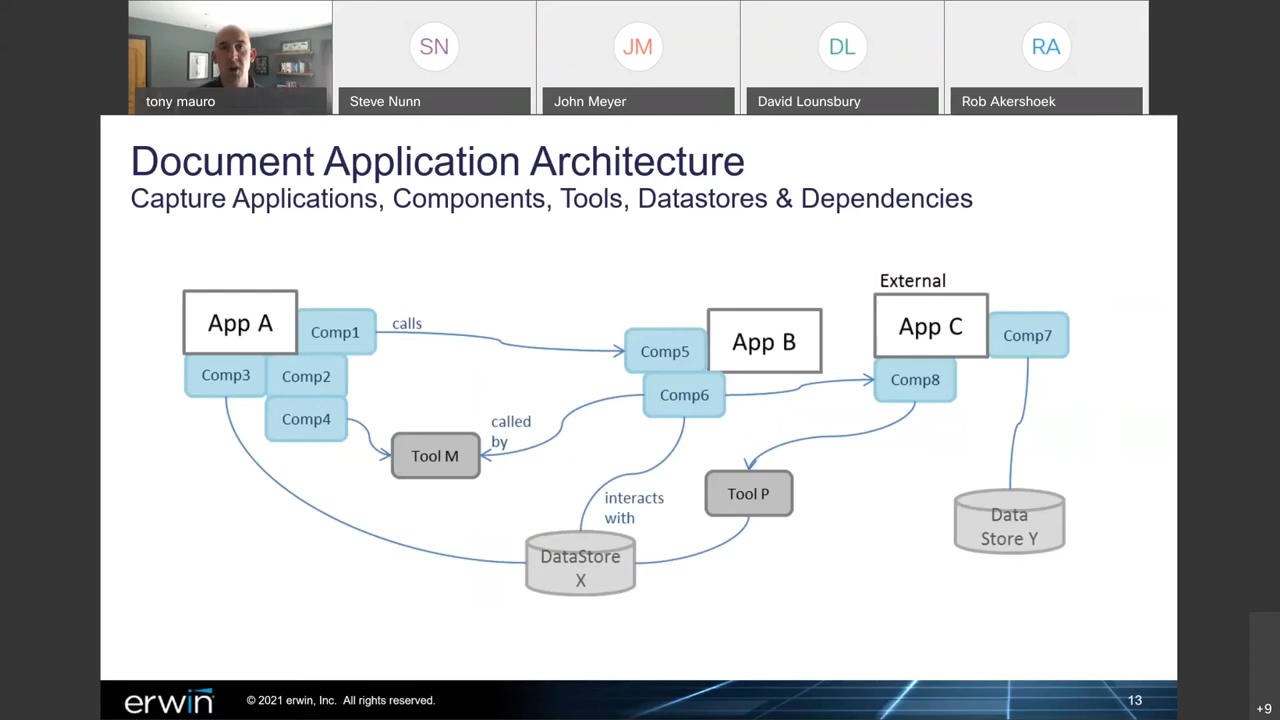 SN
JM
DL
RA
tony mauro
Steve Nunn
John Meyer
David Lounsbury
Rob Akershoek
Document Application Architecture
Capture Applications, Components, Tools, Datastores & Dependencies
External
App A
Comp1
calls
Comp5
App B
App C
Comp7
Comp3
Comp2
Comp6
Comp8
Comp4
called
by
Tool M
Tool P
interacts
with
DataStore
X
Data
Store Y
erwin
© 2021 erwin, Inc. All rights reserved.
13
+9